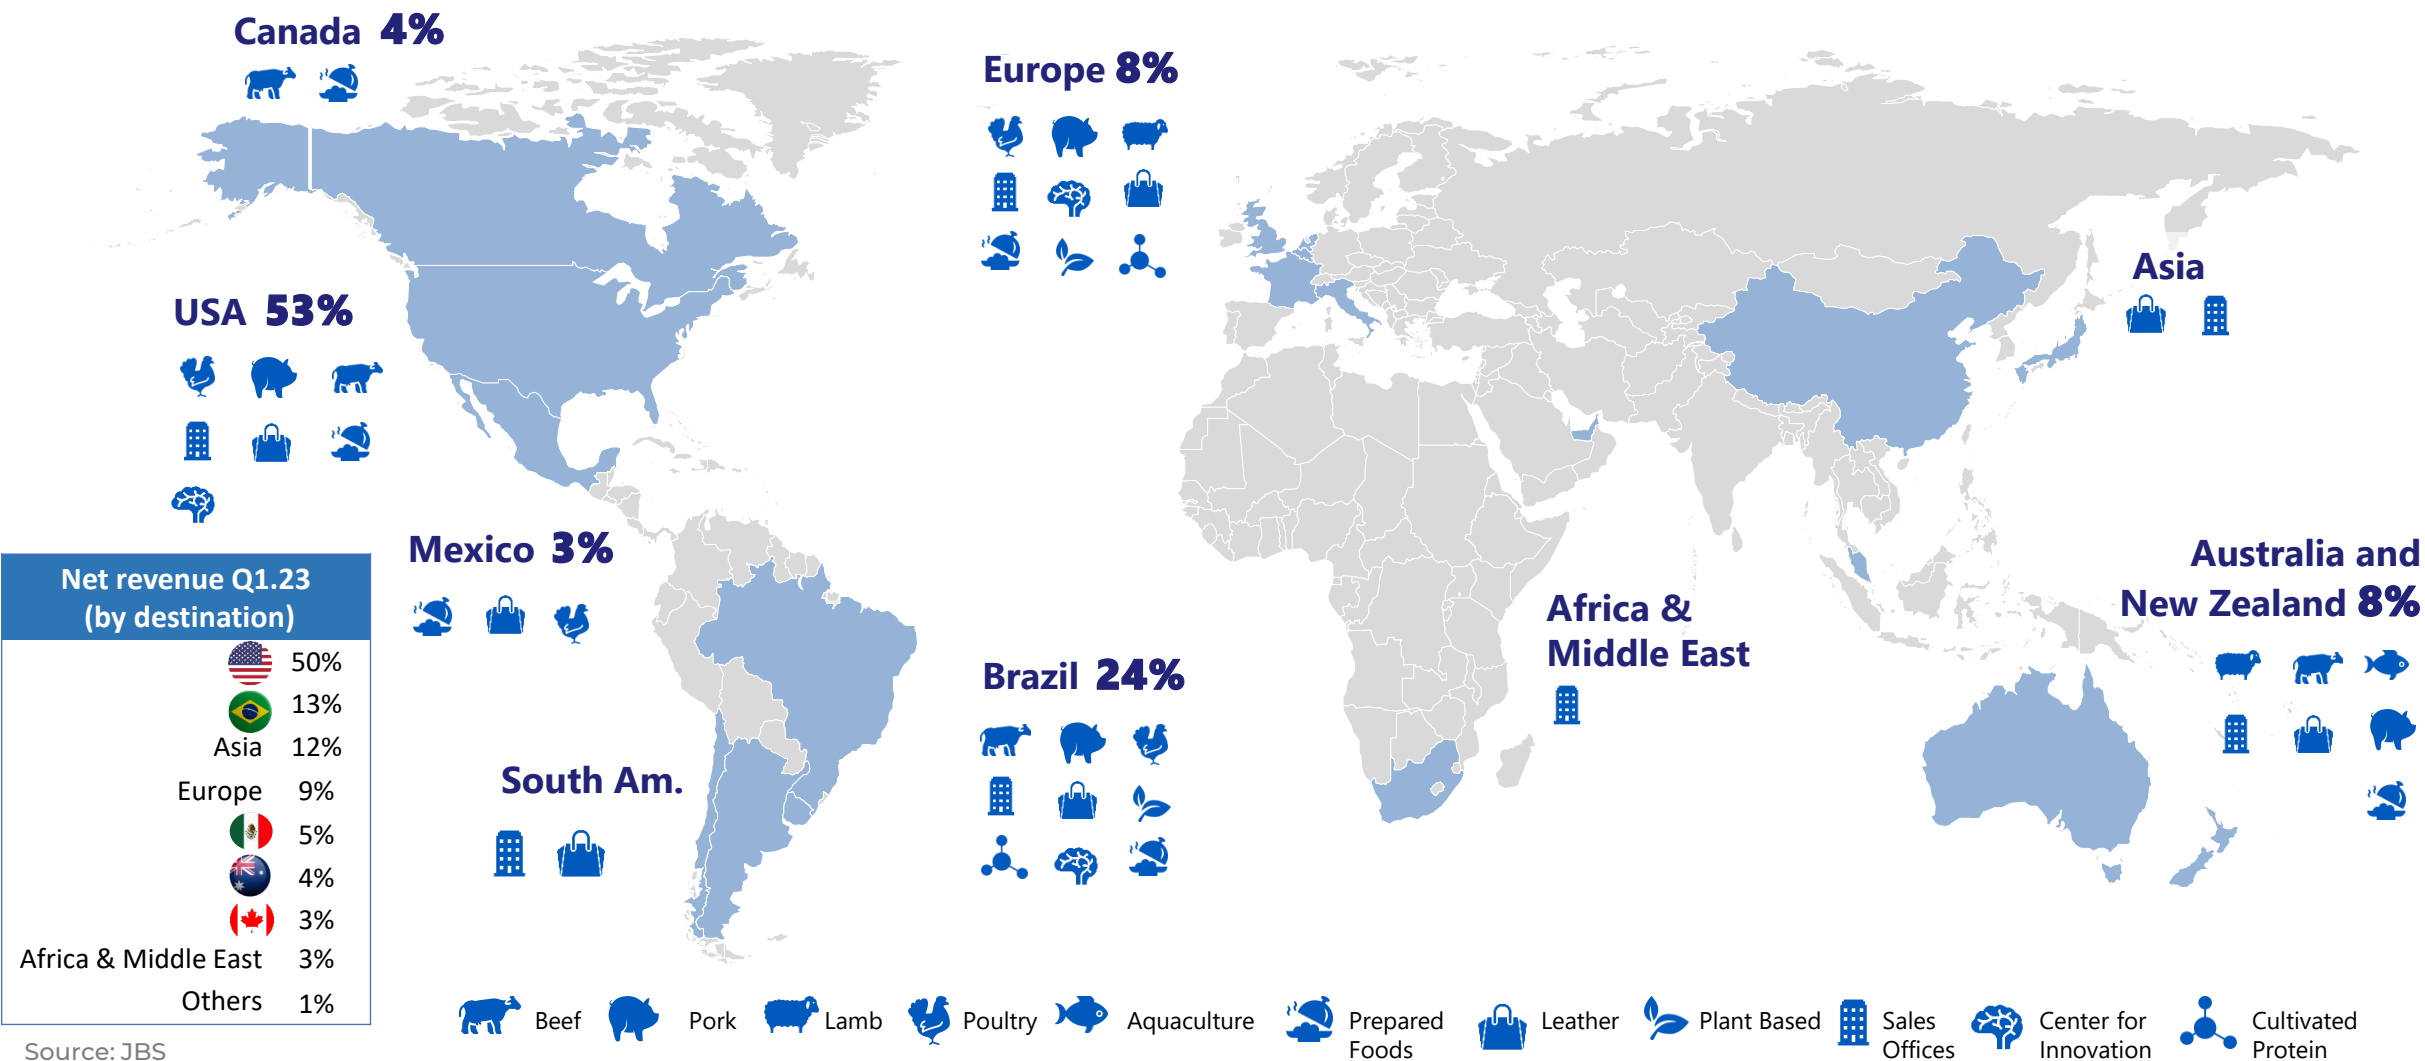 Canada 4%
Europe 8%
Asia
USA 53%
Mexico 3%
Australia and
New Zealand 8%
Africa &
Middle East
Brazil 24%
South Am.
Net revenue Q1.23
(by destination)
50%
13%
Asia 12%
Europe 9%
5%
4%
3%
Africa & Middle East 3%
Others 1%
Beef
Pork
Lamb
Poultry
Aquaculture
Prepared
Foods
Leather
Plant Based
Sales
Offices
Center for
Innovation
Cultivated
Protein
Source: JBS